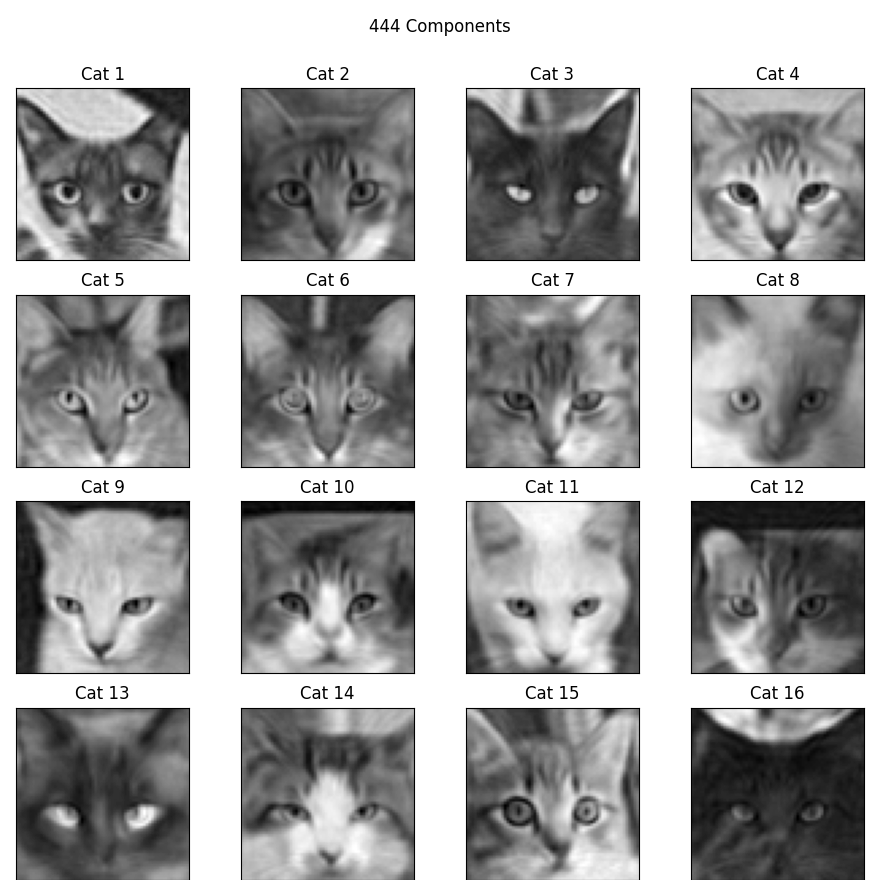 444 Components
Cat 1
Cat 2
Cat 3
Cat 4
Cat 5
Cat 6
Cat 7
Cat 8
Cat 9
Cat 10
Cat 11
Cat 12
Cat 13
Cat 14
Cat 15
Cat 16